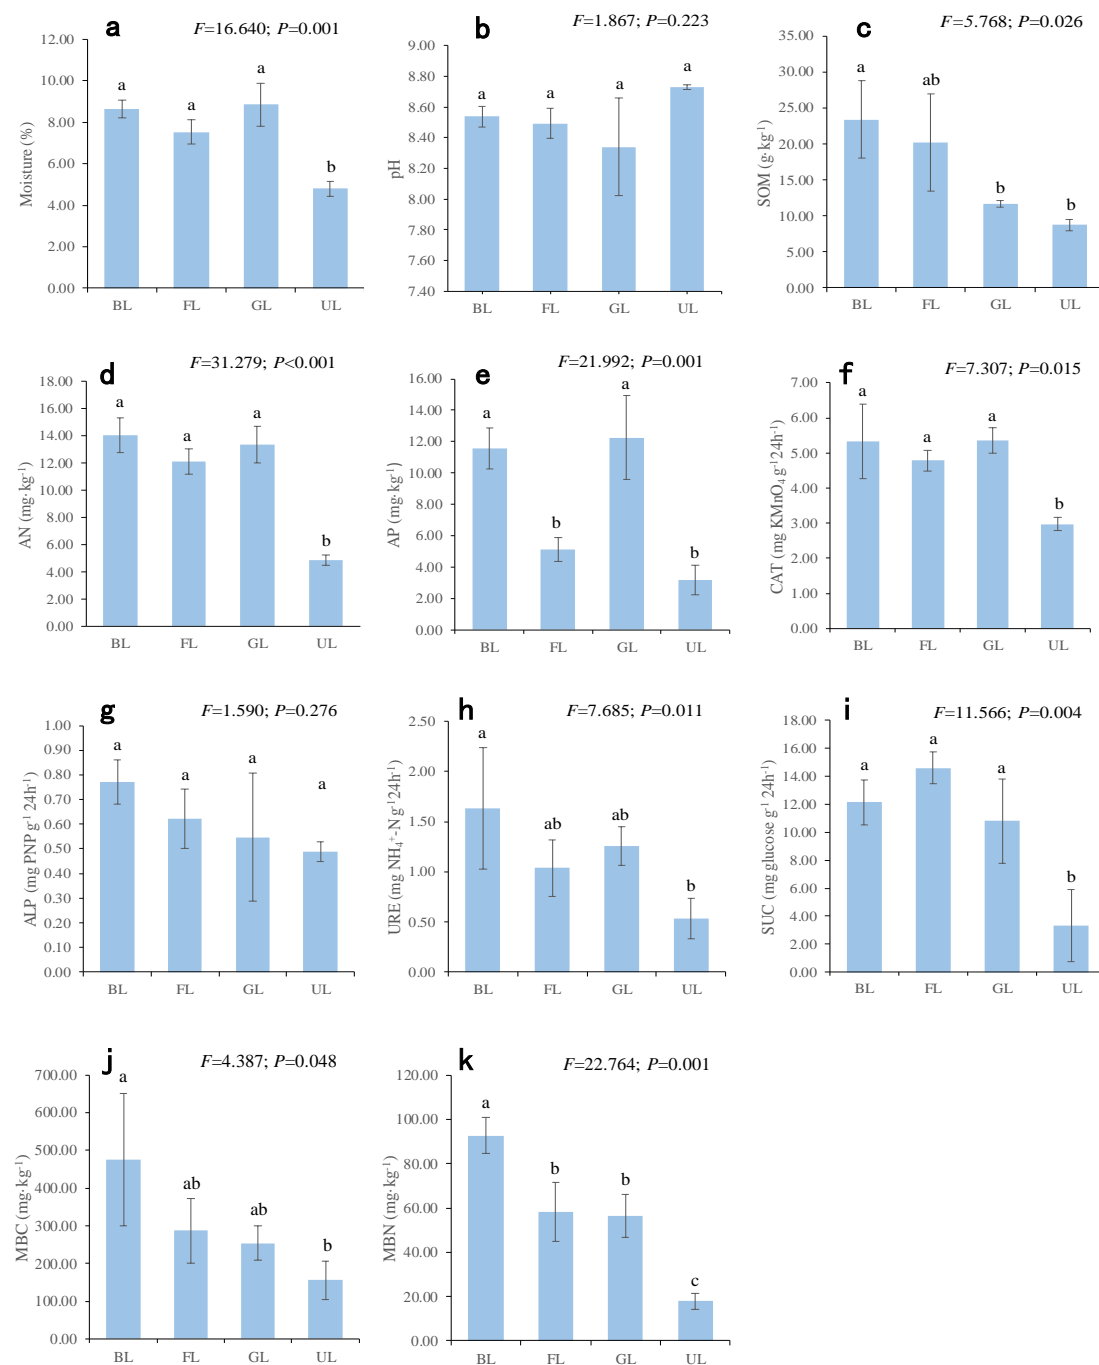 a
F=16.640; P=0.001
12.00
10.00
8.00
6.00
4.00
2.00
0.00
Moisture (%)
a
a
a
b
BL FL GL UL
b
F=1.867; P=0.223
9.00
8.80
8.60
8.40
8.20
8.00
7.80
7.60
7.40
pH
a
a
a
a
BL FL GL UL
c
F=5.768; P=0.026
35.00
30.00
25.00
20.00
15.00
10.00
5.00
0.00
SOM (g·kg⁻¹)
a
ab
b
b
BL FL GL UL
d
F=31.279; P<0.001
18.00
16.00
14.00
12.00
10.00
8.00
6.00
4.00
2.00
0.00
AN (mg·kg⁻¹)
a
a
a
b
BL FL GL UL
e
F=21.992; P=0.001
16.00
14.00
12.00
10.00
8.00
6.00
4.00
2.00
0.00
AP (mg·kg⁻¹)
a
b
a
b
BL FL GL UL
f
F=7.307; P=0.015
7.00
6.00
5.00
4.00
3.00
2.00
1.00
0.00
CAT (mg KMnO₄ g⁻¹24h⁻¹)
a
a
a
b
BL FL GL UL
g
F=1.590; P=0.276
1.00
0.90
0.80
0.70
0.60
0.50
0.40
0.30
0.20
0.10
0.00
ALP (mg PNP g⁻¹ 24h⁻¹)
a
a
a
a
BL FL GL UL
h
F=7.685; P=0.011
2.50
2.00
1.50
1.00
0.50
0.00
URE (mg NH₄⁺-N g⁻¹24h⁻¹)
a
ab
ab
b
BL FL GL UL
i
F=11.566; P=0.004
18.00
16.00
14.00
12.00
10.00
8.00
6.00
4.00
2.00
0.00
SUC (mg glucose g⁻¹ 24h⁻¹)
a
a
a
b
BL FL GL UL
j
F=4.387; P=0.048
700.00
600.00
500.00
400.00
300.00
200.00
100.00
0.00
MBC (mg·kg⁻¹)
a
ab
ab
b
BL FL GL UL
k
F=22.764; P=0.001
120.00
100.00
80.00
60.00
40.00
20.00
0.00
MBN (mg·kg⁻¹)
a
b
b
c
BL FL GL UL